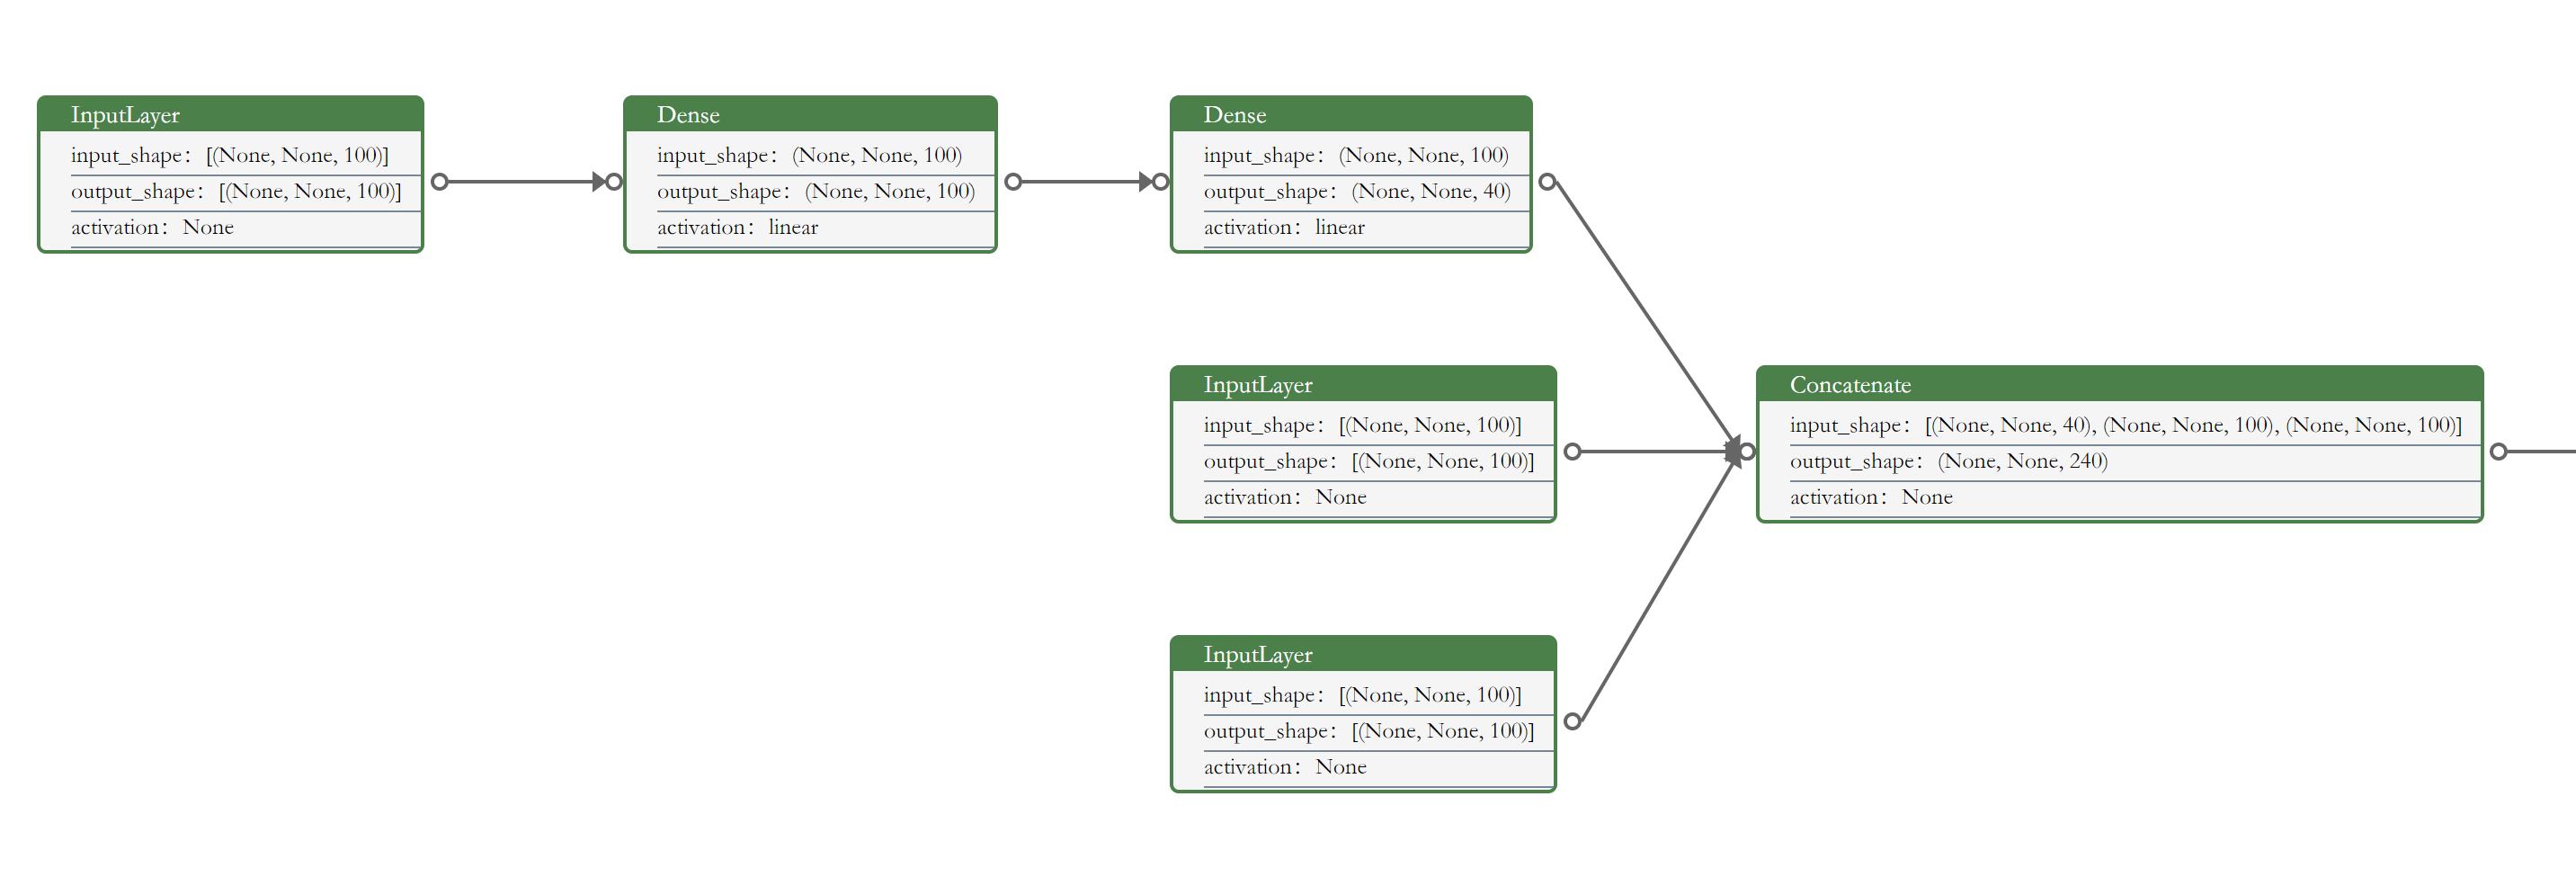 InputLayer
input_shape: [(None, None, 100)]
output_shape: [(None, None, 100)]
activation: None
Dense
input_shape: (None, None, 100)
output_shape: (None, None, 100)
activation: linear
Dense
input_shape: (None, None, 100)
output_shape: (None, None, 40)
activation: linear
InputLayer
input_shape: [(None, None, 100)]
output_shape: [(None, None, 100)]
activation: None
Concatenate
input_shape: [(None, None, 40), (None, None, 100), (None, None, 100)]
output_shape: (None, None, 240)
activation: None
InputLayer
input_shape: [(None, None, 100)]
output_shape: [(None, None, 100)]
activation: None